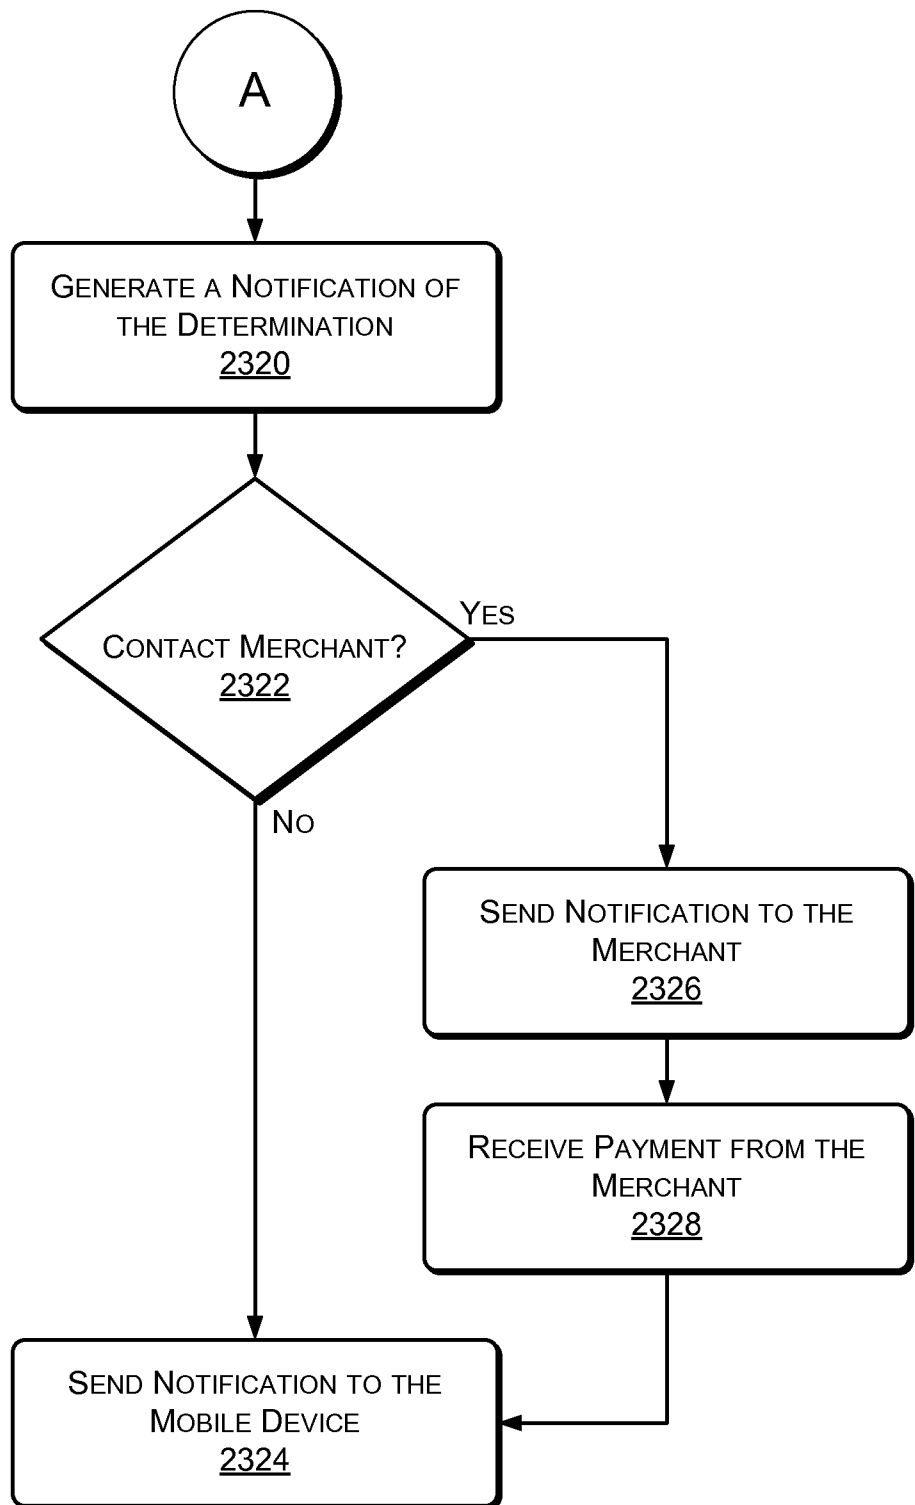 A
GENERATE A NOTIFICATION OF
THE DETERMINATION
2320
CONTACT MERCHANT?
2322
YES
NO
SEND NOTIFICATION TO THE
MERCHANT
2326
RECEIVE PAYMENT FROM THE
MERCHANT
2328
SEND NOTIFICATION TO THE
MOBILE DEVICE
2324